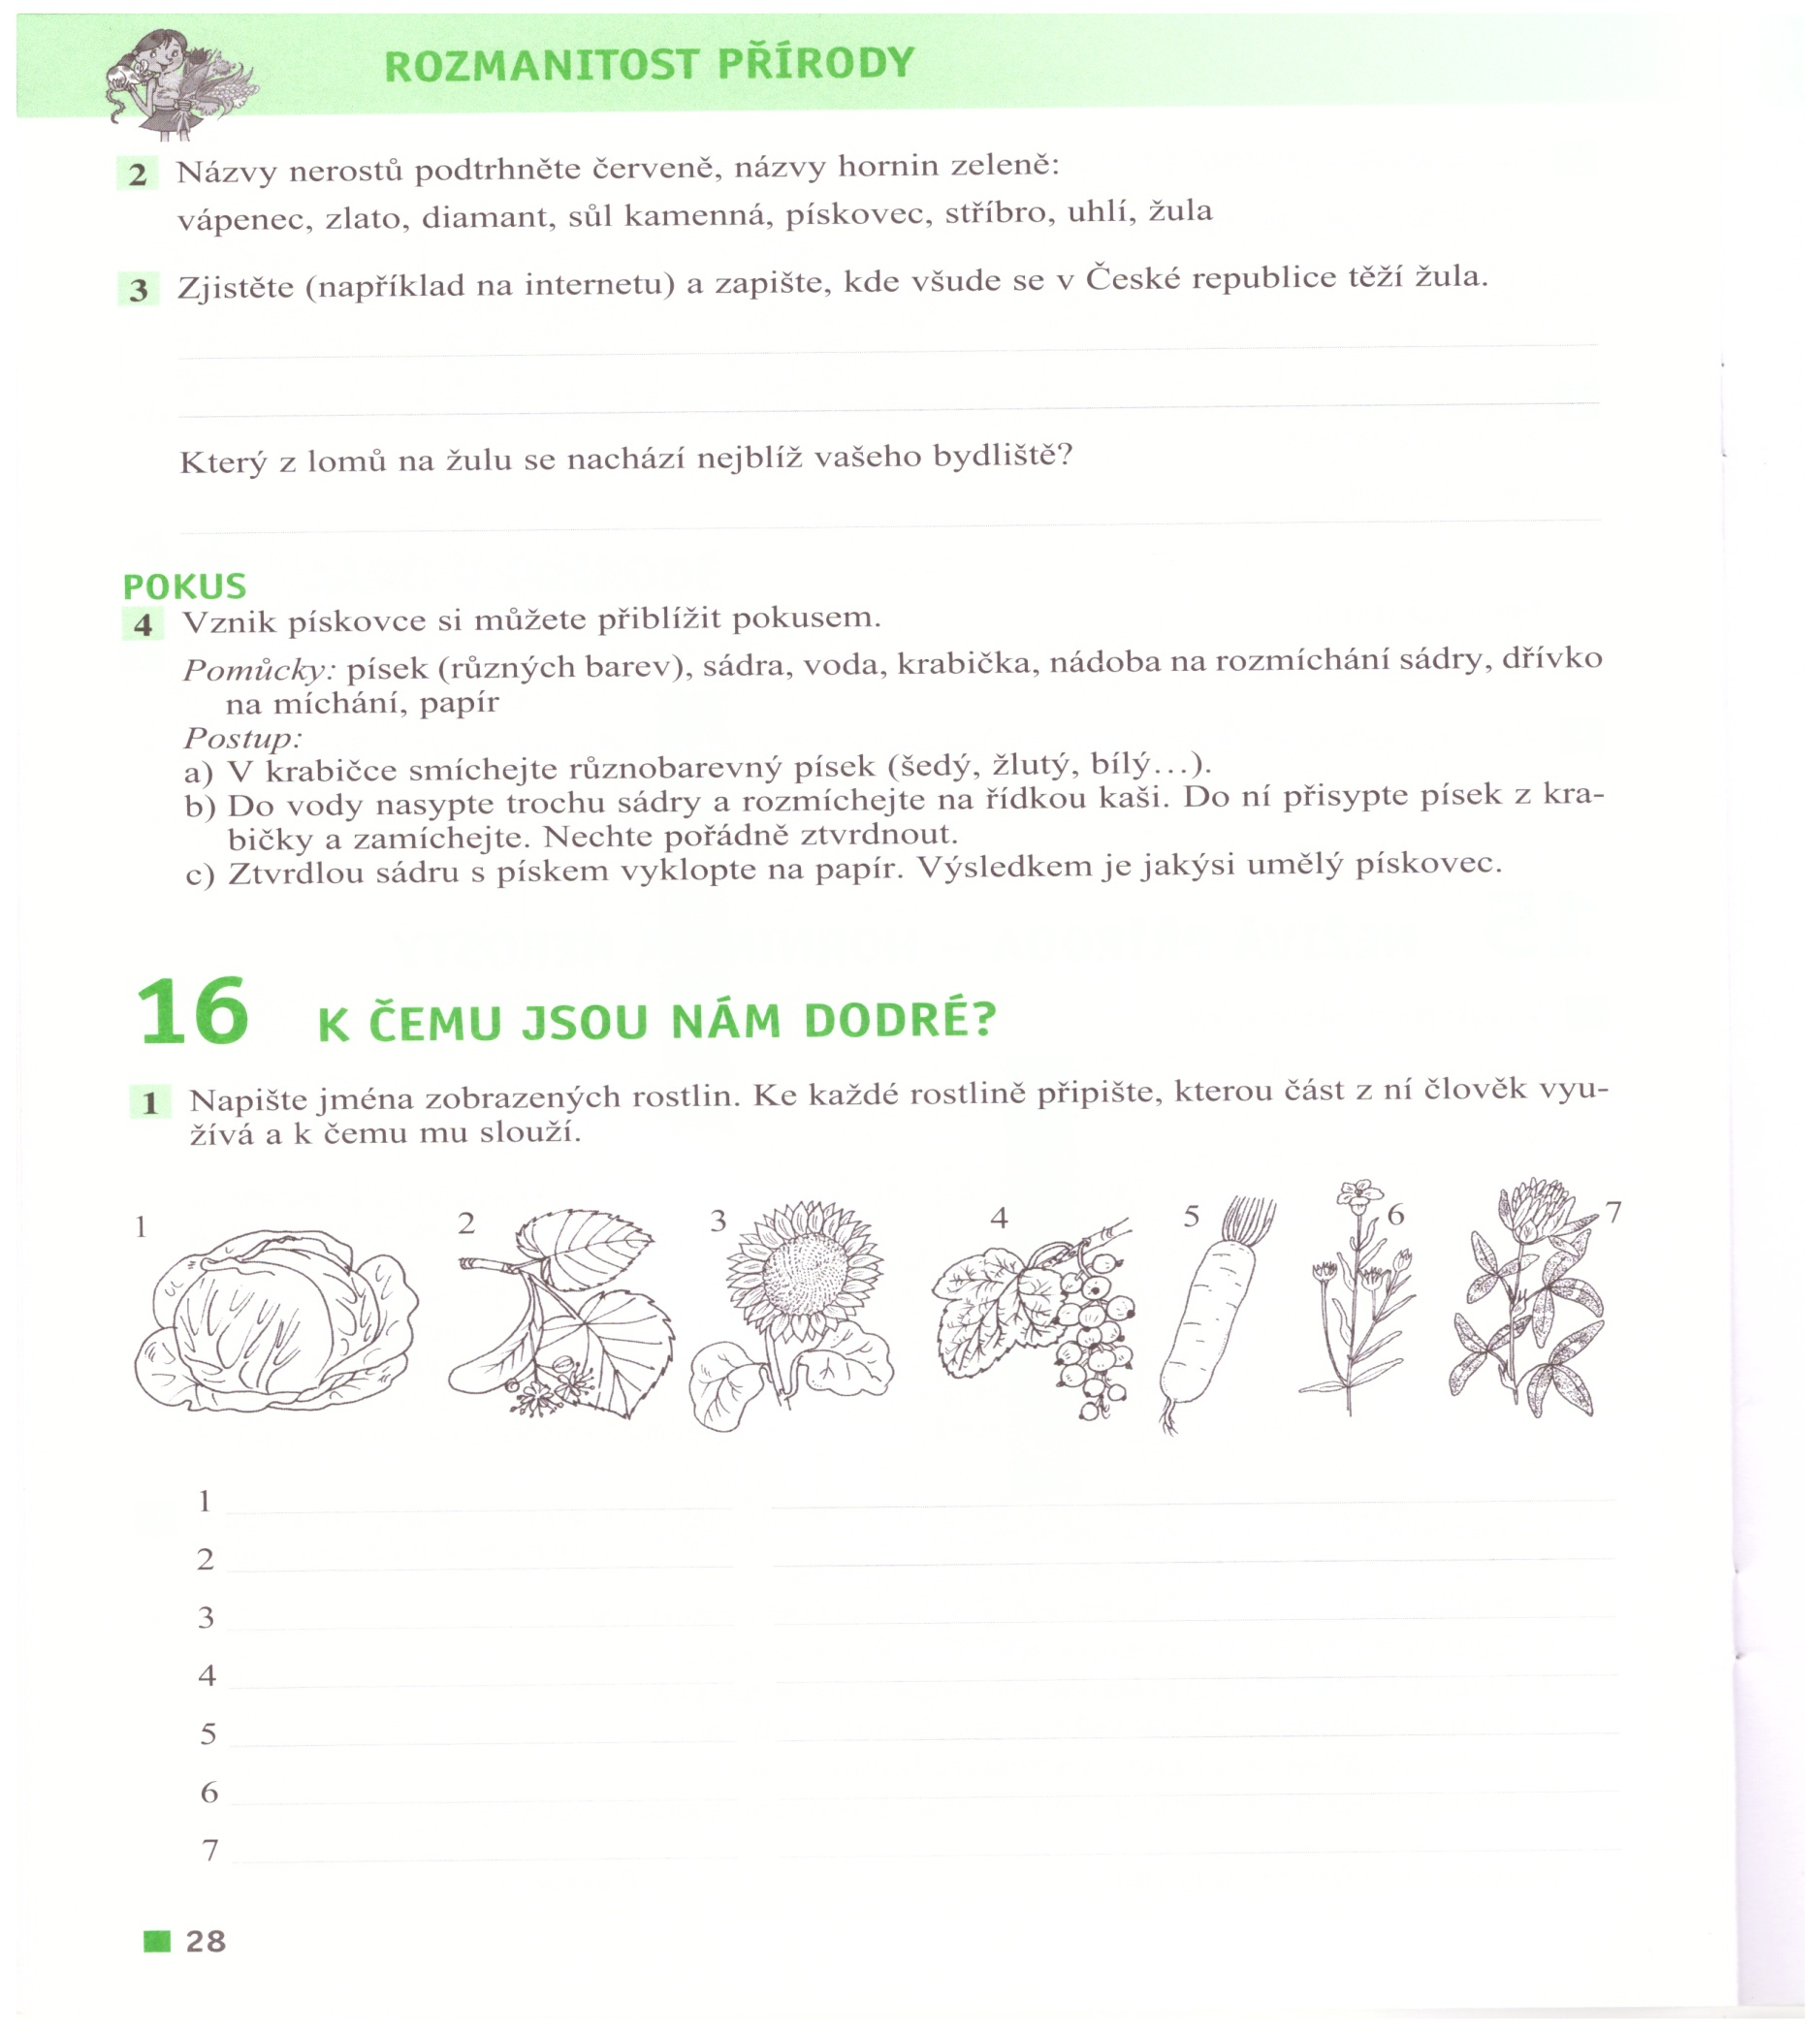 ROZMANITOST PŘÍRODY
2 Názvy nerostů podtrhněte červeně, názvy hornin zeleně:
vápenec, zlato, diamant, sůl kamenná, pískovec, stříbro, uhlí, žula
3 Zjistěte (například na internetu) a zapište, kde všude se v České republice těží žula.
Který z lomů na žulu se nachází nejblíž vašeho bydliště?
POKUS
4 Vznik pískovce si můžete přiblížit pokusem.
Pomůcky: písek (různých barev), sádra, voda, krabička, nádoba na rozmíchání sádry, dřívko
na míchání, papír
Postup:
a) V krabičce smíchejte různobarevný písek (šedý, žlutý, bílý...).
b) Do vody nasypte trochu sádry a rozmíchejte na řídkou kaši. Do ní přisypte písek z kra-
bičky a zamíchejte. Nechte pořádně ztvrdnout.
c) Ztvrdlou sádru s pískem vyklopte na papír. Výsledkem je jakýsi umělý pískovec.
16 K ČEMU JSOU NÁM DODRÉ?
1 Napište jména zobrazených rostlin. Ke každé rostlině připište, kterou část z ní člověk vyu-
žívá a k čemu mu slouží.
1 2 3 4 5 6 7
1
2
3
4
5
6
7
28